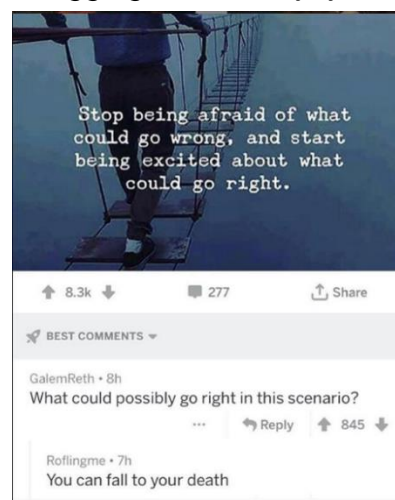 Stop being afraid of what
could go wrong, and start
being excited about what
could go right.
8.3k
277
Share
BEST COMMENTS
GalemReth • 8h
What could possibly go right in this scenario?
... Reply 845
Roflingme • 7h
You can fall to your death